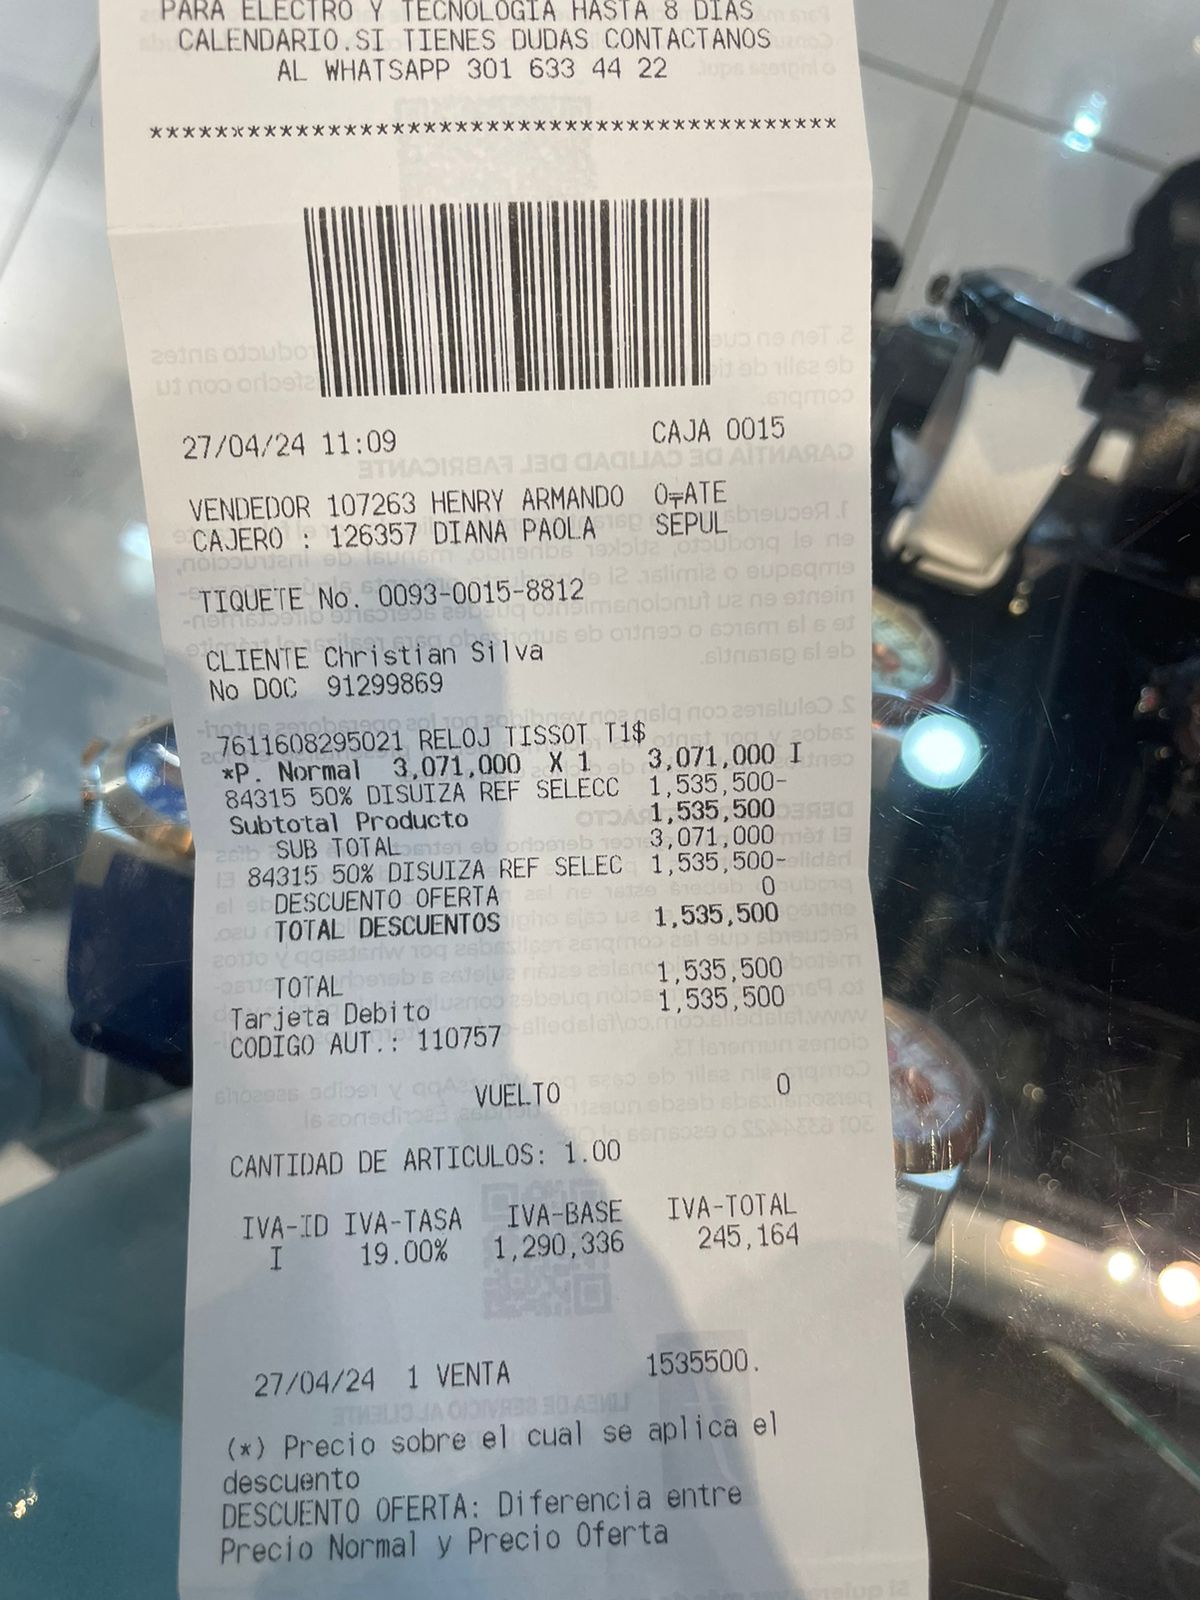 PARA ELECTRO Y TECNOLOGIA HASTA 8 DIAS
CALENDARIO.SI TIENES DUDAS CONTACTANOS
AL WHATSAPP 301 633 44 22
******************************************
27/04/24 11:09 CAJA 0015
VENDEDOR 107263 HENRY ARMANDO O╤ATE
CAJERO : 126357 DIANA PAOLA SEPUL
TIQUETE No. 0093-0015-8812
CLIENTE Christian Silva
No DOC 91299869
7611608295021 RELOJ TISSOT T1$
*P. Normal 3,071,000 X 1 3,071,000 I
84315 50% DISUIZA REF SELECC 1,535,500-
Subtotal Producto 1,535,500
SUB TOTAL 3,071,000
84315 50% DISUIZA REF SELEC 1,535,500-
DESCUENTO OFERTA 0
TOTAL DESCUENTOS 1,535,500
TOTAL 1,535,500
Tarjeta Debito 1,535,500
CODIGO AUT.: 110757
VUELTO 0
CANTIDAD DE ARTICULOS: 1.00
IVA-ID IVA-TASA IVA-BASE IVA-TOTAL
I 19.00% 1,290,336 245,164
27/04/24 1 VENTA 1535500.
(*) Precio sobre el cual se aplica el
descuento
DESCUENTO OFERTA: Diferencia entre
Precio Normal y Precio Oferta